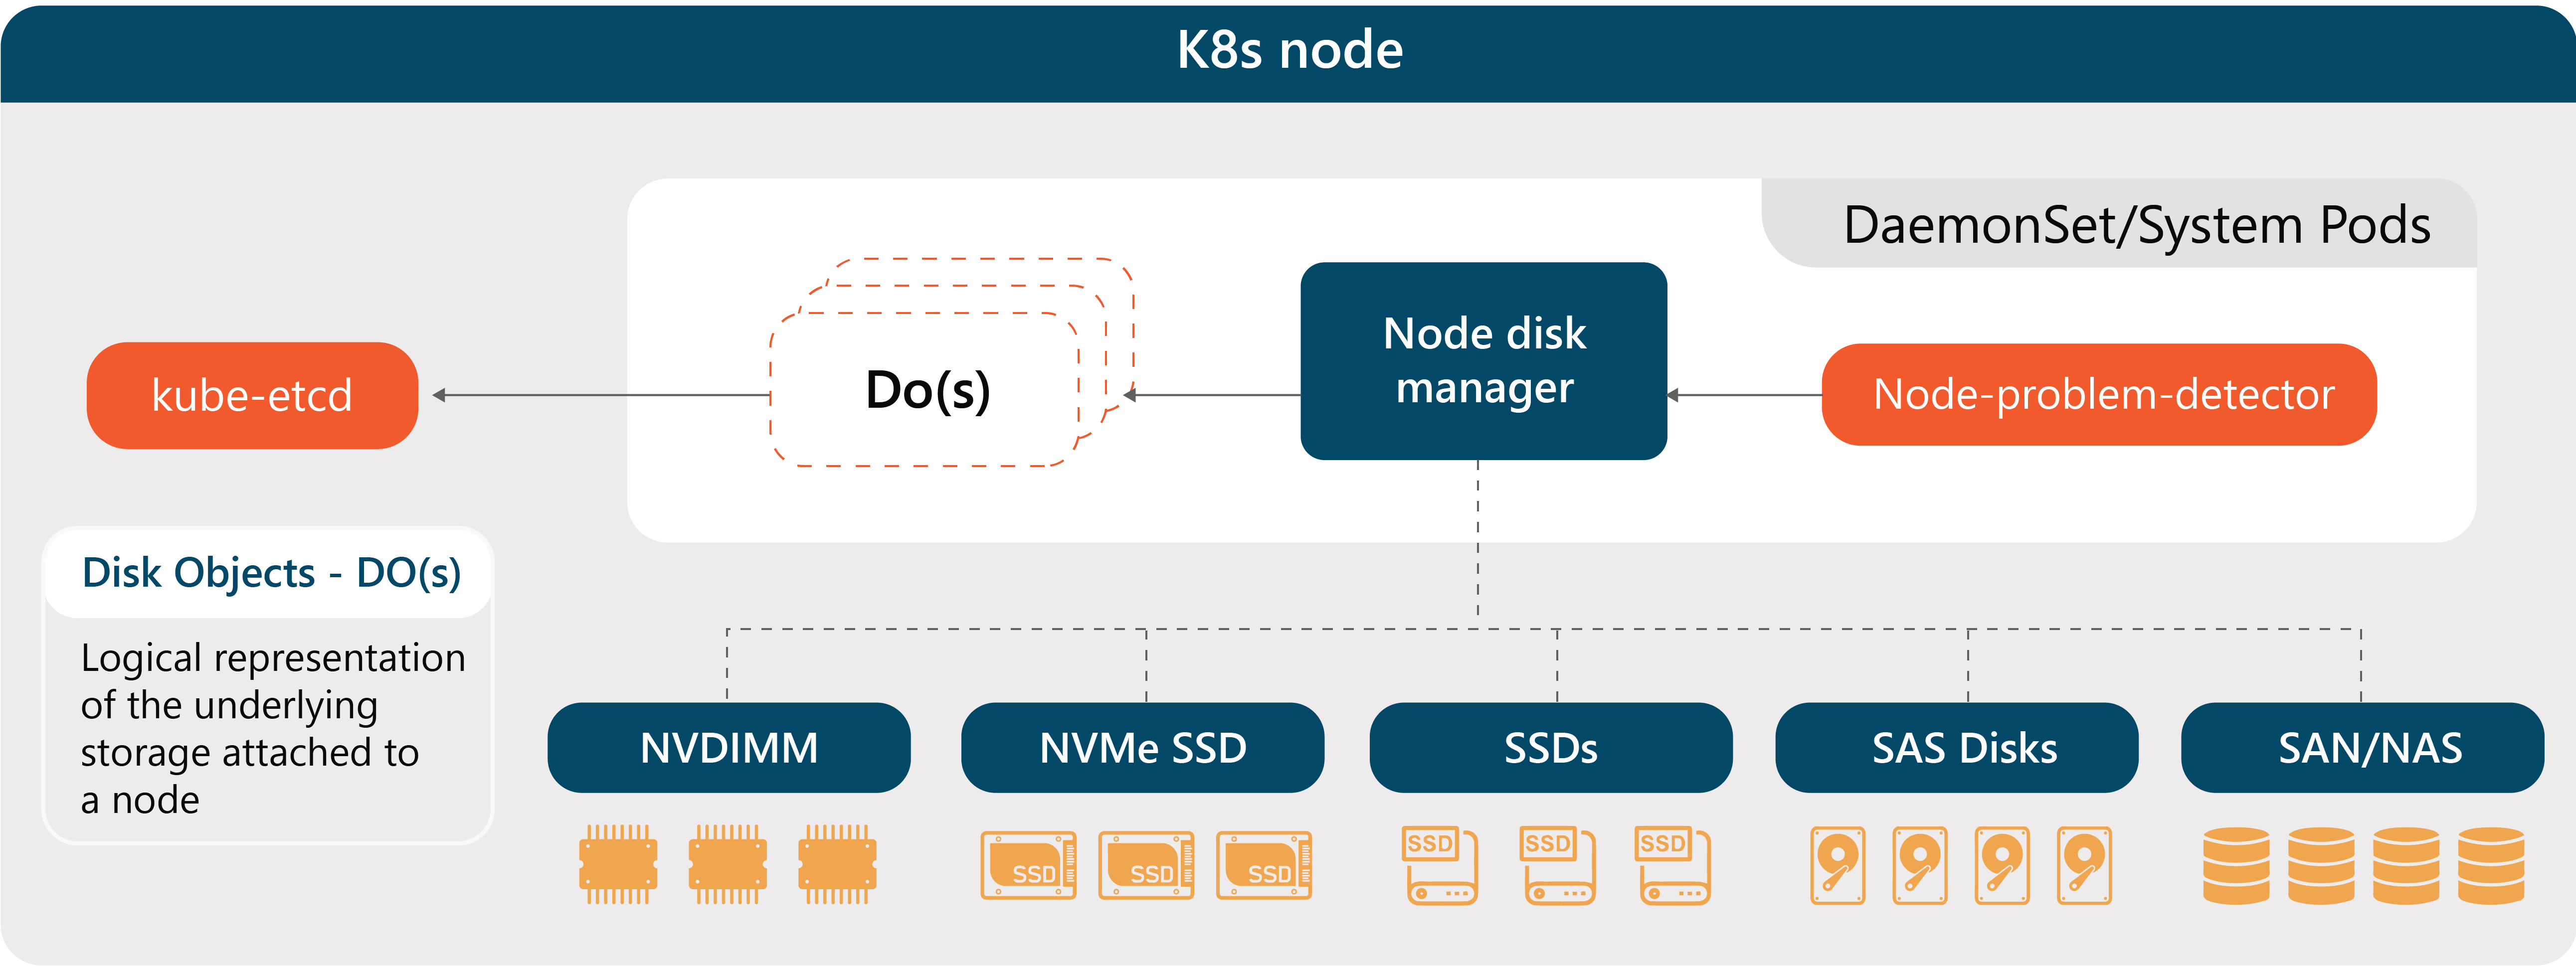 K8s node
DaemonSet/System Pods
kube-etcd
Do(s)
Node disk
manager
Node-problem-detector
Disk Objects - DO(s)
Logical representation
of the underlying
storage attached to
a node
NVDIMM
NVMe SSD
SSDs
SAS Disks
SAN/NAS
SSD
SSD
SSD
SSD
SSD
SSD